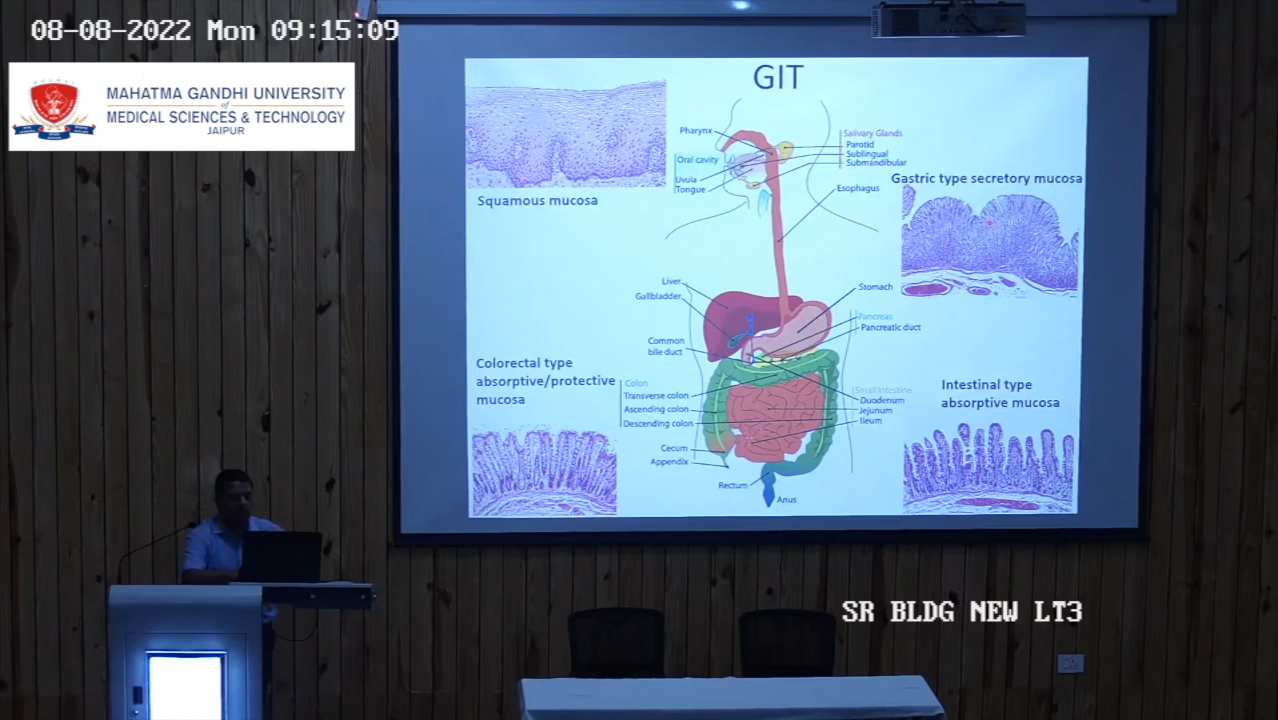 08-08-2022 Mon 09:15:09
MAHATMA GANDHI UNIVERSITY
of
MEDICAL SCIENCES & TECHNOLOGY
JAIPUR
GIT
Squamous mucosa
Pharynx
Oral cavity
Uvula
Tongue
Salivary Glands
Parotid
Sublingual
Submandibular
Esophagus
Gastric type secretory mucosa
Liver
Gallbladder
Common
bile duct
Stomach
Pancreas
Pancreatic duct
Colorectal type
absorptive/protective
mucosa
Colon
Transverse colon
Ascending colon
Descending colon
Cecum
Appendix
Rectum
Anus
Small Intestine
Duodenum
Jejunum
Ileum
Intestinal type
absorptive mucosa
SR BLDG NEW LT3